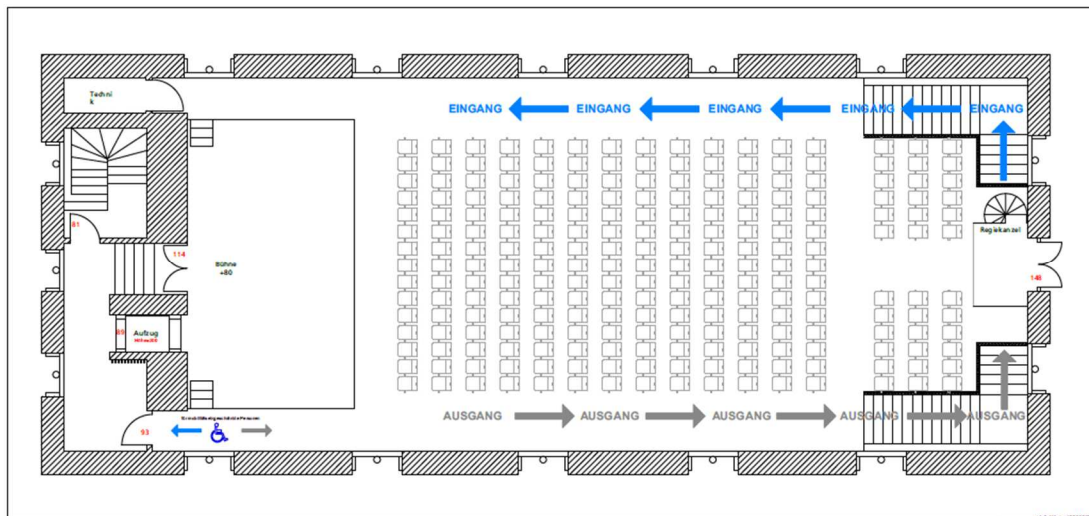 Techni
k
EINGANG EINGANG EINGANG EINGANG EINGANG
81
114
Bühne
+80
Regiekanzel
148
89
Aufzug
AUSGANG AUSGANG AUSGANG AUSGANG AUSGANG
93